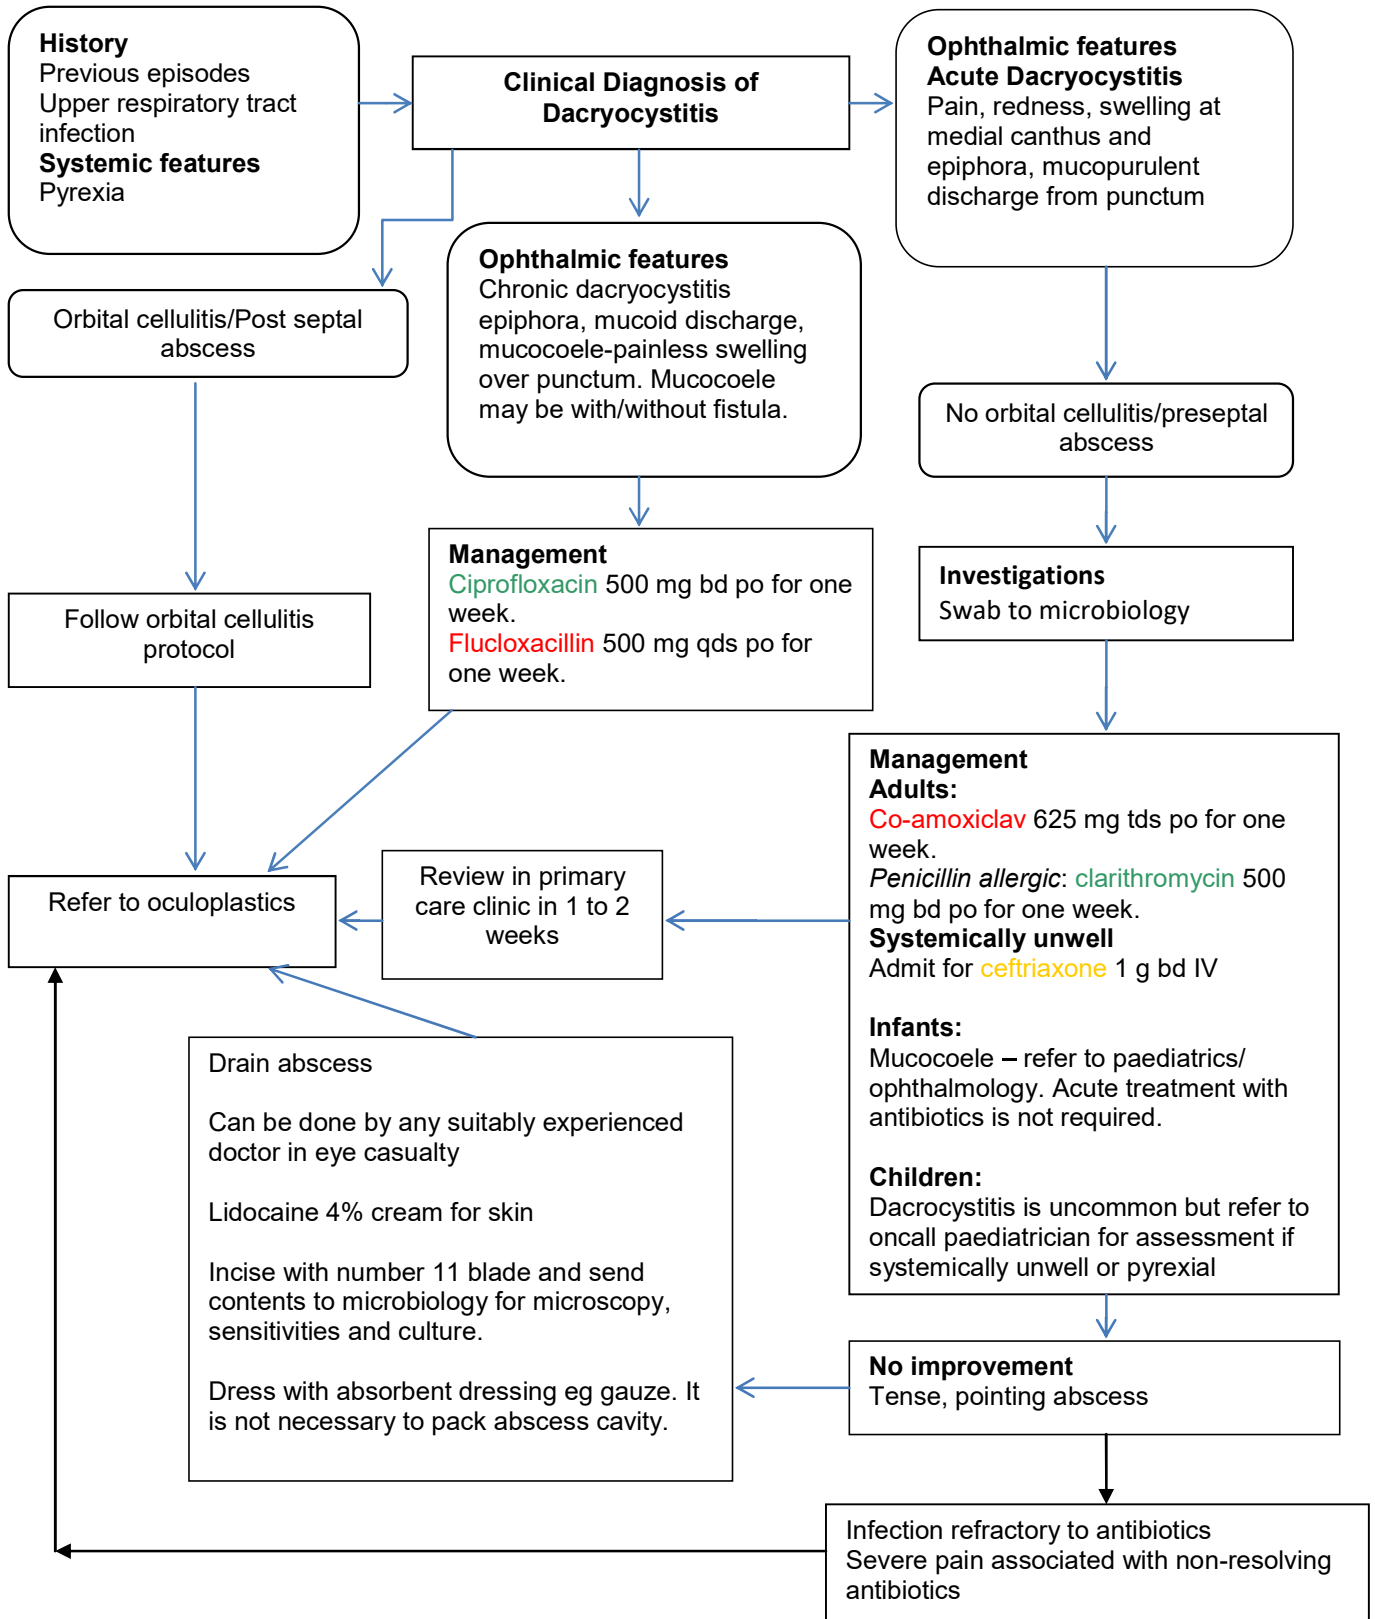 History
Previous episodes
Upper respiratory tract
infection
Systemic features
Pyrexia
Clinical Diagnosis of
Dacryocystitis
Ophthalmic features
Acute Dacryocystitis
Pain, redness, swelling at
medial canthus and
epiphora, mucopurulent
discharge from punctum
Orbital cellulitis/Post septal
abscess
Ophthalmic features
Chronic dacryocystitis
epiphora, mucoid discharge,
mucocoele-painless swelling
over punctum. Mucocoele
may be with/without fistula.
No orbital cellulitis/preseptal
abscess
Follow orbital cellulitis
protocol
Management
Ciprofloxacin 500 mg bd po for one
week.
Flucloxacillin 500 mg qds po for
one week.
Investigations
Swab to microbiology
Management
Adults:
Co-amoxiclav 625 mg tds po for one
week.
Penicillin allergic: clarithromycin 500
mg bd po for one week.
Systemically unwell
Admit for ceftriaxone 1 g bd IV
Infants:
Mucocoele – refer to paediatrics/
ophthalmology. Acute treatment with
antibiotics is not required.
Children:
Dacrocystitis is uncommon but refer to
oncall paediatrician for assessment if
systemically unwell or pyrexial
Refer to oculoplastics
Review in primary
care clinic in 1 to 2
weeks
Drain abscess
Can be done by any suitably experienced
doctor in eye casualty
Lidocaine 4% cream for skin
Incise with number 11 blade and send
contents to microbiology for microscopy,
sensitivities and culture.
Dress with absorbent dressing eg gauze. It
is not necessary to pack abscess cavity.
No improvement
Tense, pointing abscess
Infection refractory to antibiotics
Severe pain associated with non-resolving
antibiotics